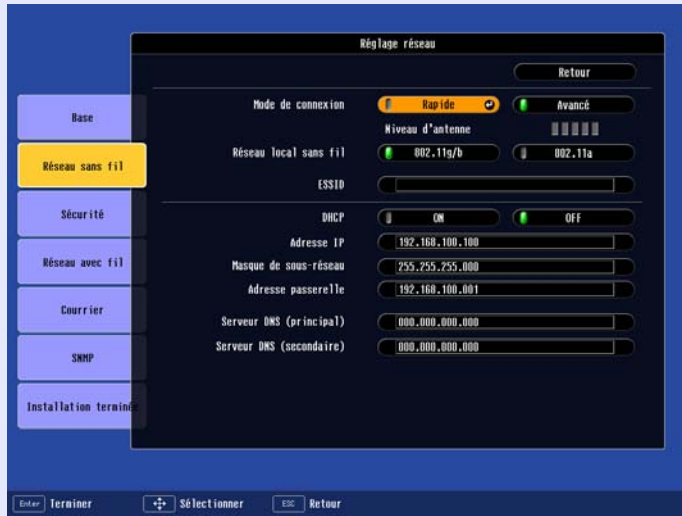 Réglage réseau
Retour
Base
Réseau sans fil
Sécurité
Réseau avec fil
Courrier
SNMP
Installation terminée
Mode de connexion Rapide Avancé
Niveau d'antenne
Réseau local sans fil 802.11g/b 802.11a
ESSID
DHCP ON OFF
Adresse IP 192.168.100.100
Masque de sous-réseau 255.255.255.000
Adresse passerelle 192.168.100.001
Serveur DNS (principal) 000.000.000.000
Serveur DNS (secondaire) 000.000.000.000
Enter Terminer Sélectionner ESC Retour